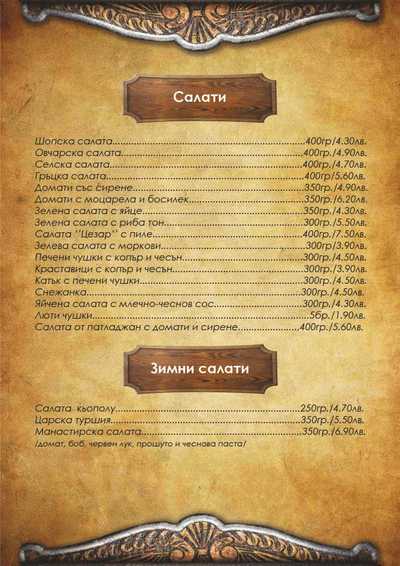 Салати
Шопска салата...400гр./4.30лв.
Овчарска салата...400гр./4.90лв.
Селска салата...400гр./4.70лв.
Гръцка салата...400гр/5.60лв.
Домати със сирене...350гр./4.90лв.
Домати с моцарела и босилек...350гр./6.20лв.
Зелена салата с яйце...350гр./4.30лв.
Зелена салата с риба тон...300гр./5.50лв.
Салата ''Цезар'' с пиле...400гр./7.50лв.
Зелева салата с моркови...300гр/3.90лв.
Печени чушки с копър и чесън...300гр./4.50лв.
Краставици с копър и чесън...300гр./3.90лв.
Катък с печени чушки...300гр./4.50лв.
Снежанка...300гр./4.50лв.
Яйчена салата с млечно-чеснов сос...300гр./4.30лв.
Люти чушки...5бр./1.90лв.
Салата от патладжан с домати и сирене...400гр./5.60лв.
Зимни салати
Салата кьополу...250гр./4.70лв.
Царска туршия...350гр./5.50лв.
Манастирска салата...350гр./6.90лв.
/домат, боб, червен лук, прошуто и чеснова паста/